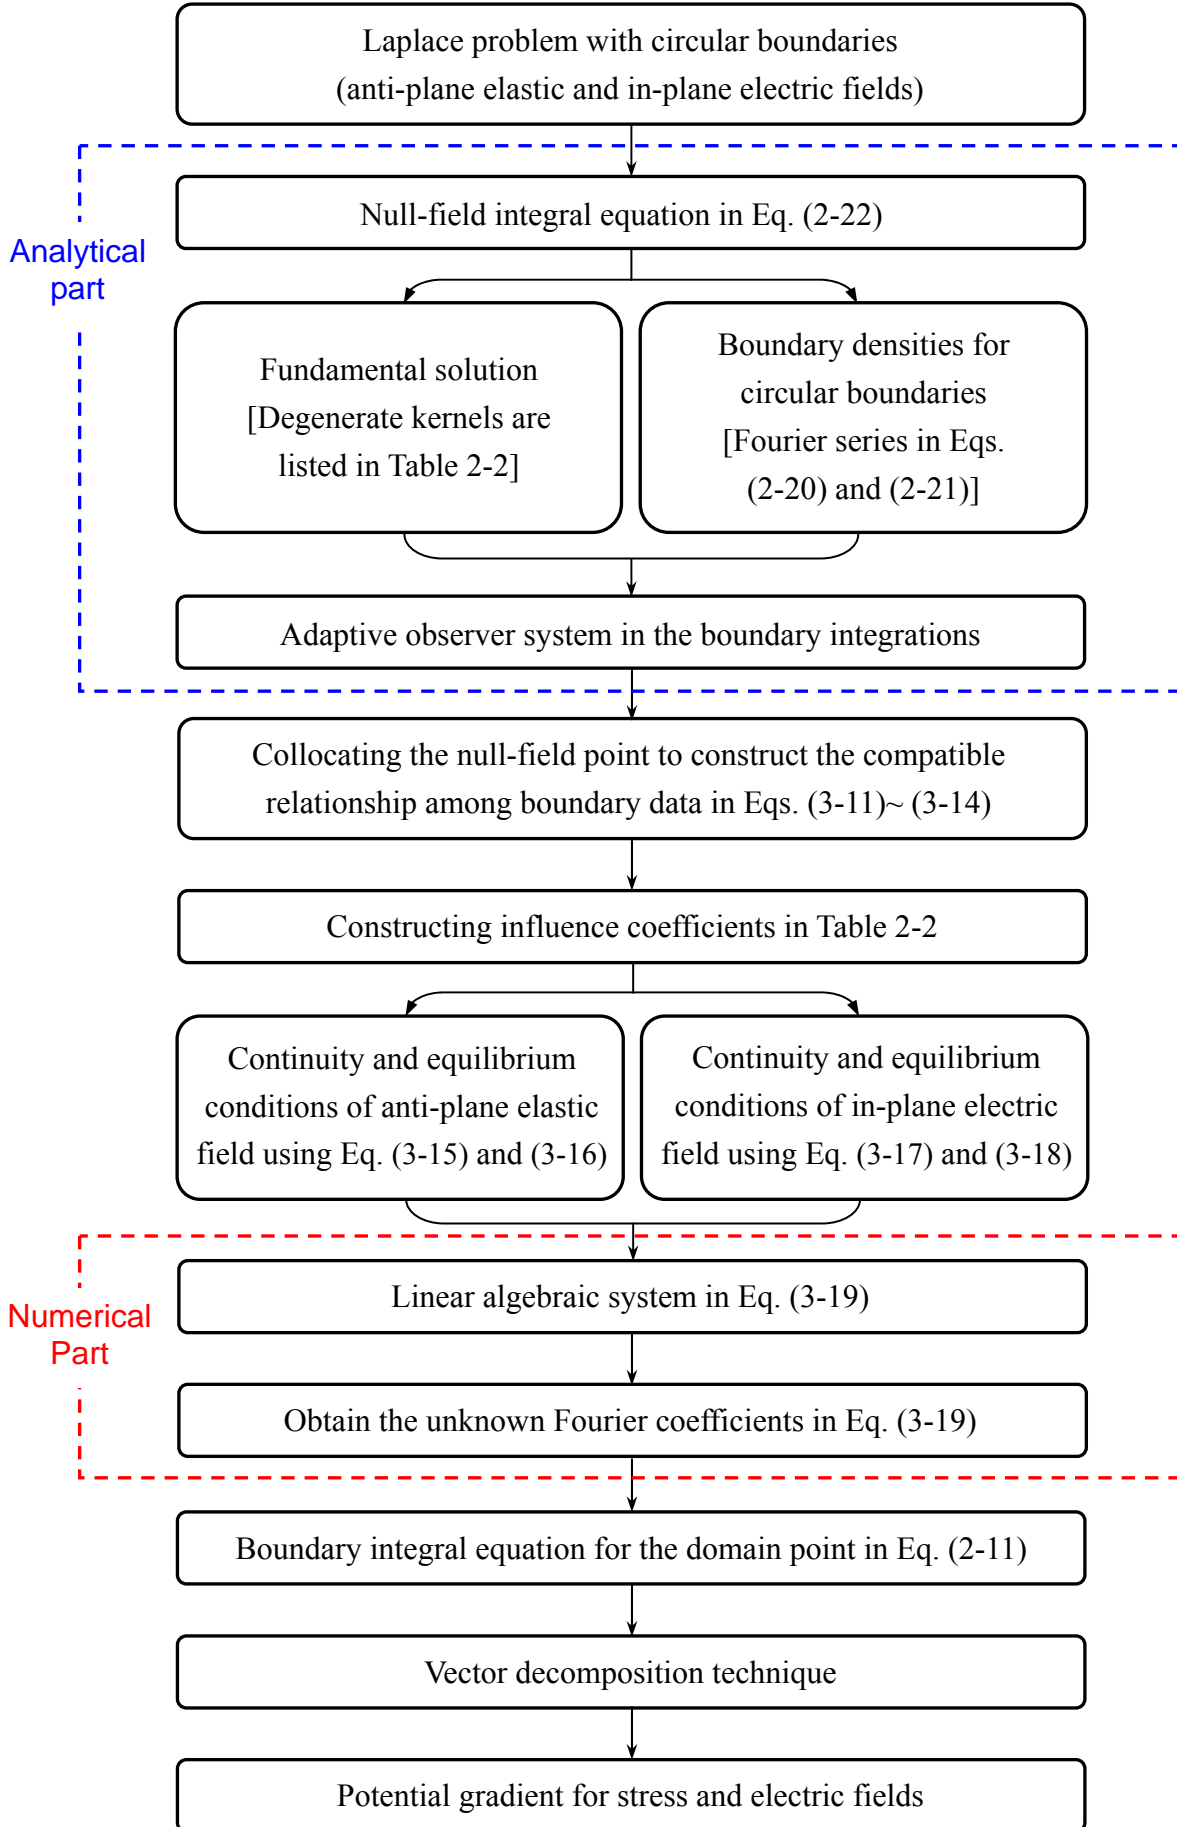 Laplace problem with circular boundaries
(anti-plane elastic and in-plane electric fields)
Null-field integral equation in Eq. (2-22)
Analytical
part
Fundamental solution
[Degenerate kernels are
listed in Table 2-2]
Boundary densities for
circular boundaries
[Fourier series in Eqs.
(2-20) and (2-21)]
Adaptive observer system in the boundary integrations
Collocating the null-field point to construct the compatible
relationship among boundary data in Eqs. (3-11)~ (3-14)
Constructing influence coefficients in Table 2-2
Continuity and equilibrium
conditions of anti-plane elastic
field using Eq. (3-15) and (3-16)
Continuity and equilibrium
conditions of in-plane electric
field using Eq. (3-17) and (3-18)
Linear algebraic system in Eq. (3-19)
Numerical
Part
Obtain the unknown Fourier coefficients in Eq. (3-19)
Boundary integral equation for the domain point in Eq. (2-11)
Vector decomposition technique
Potential gradient for stress and electric fields